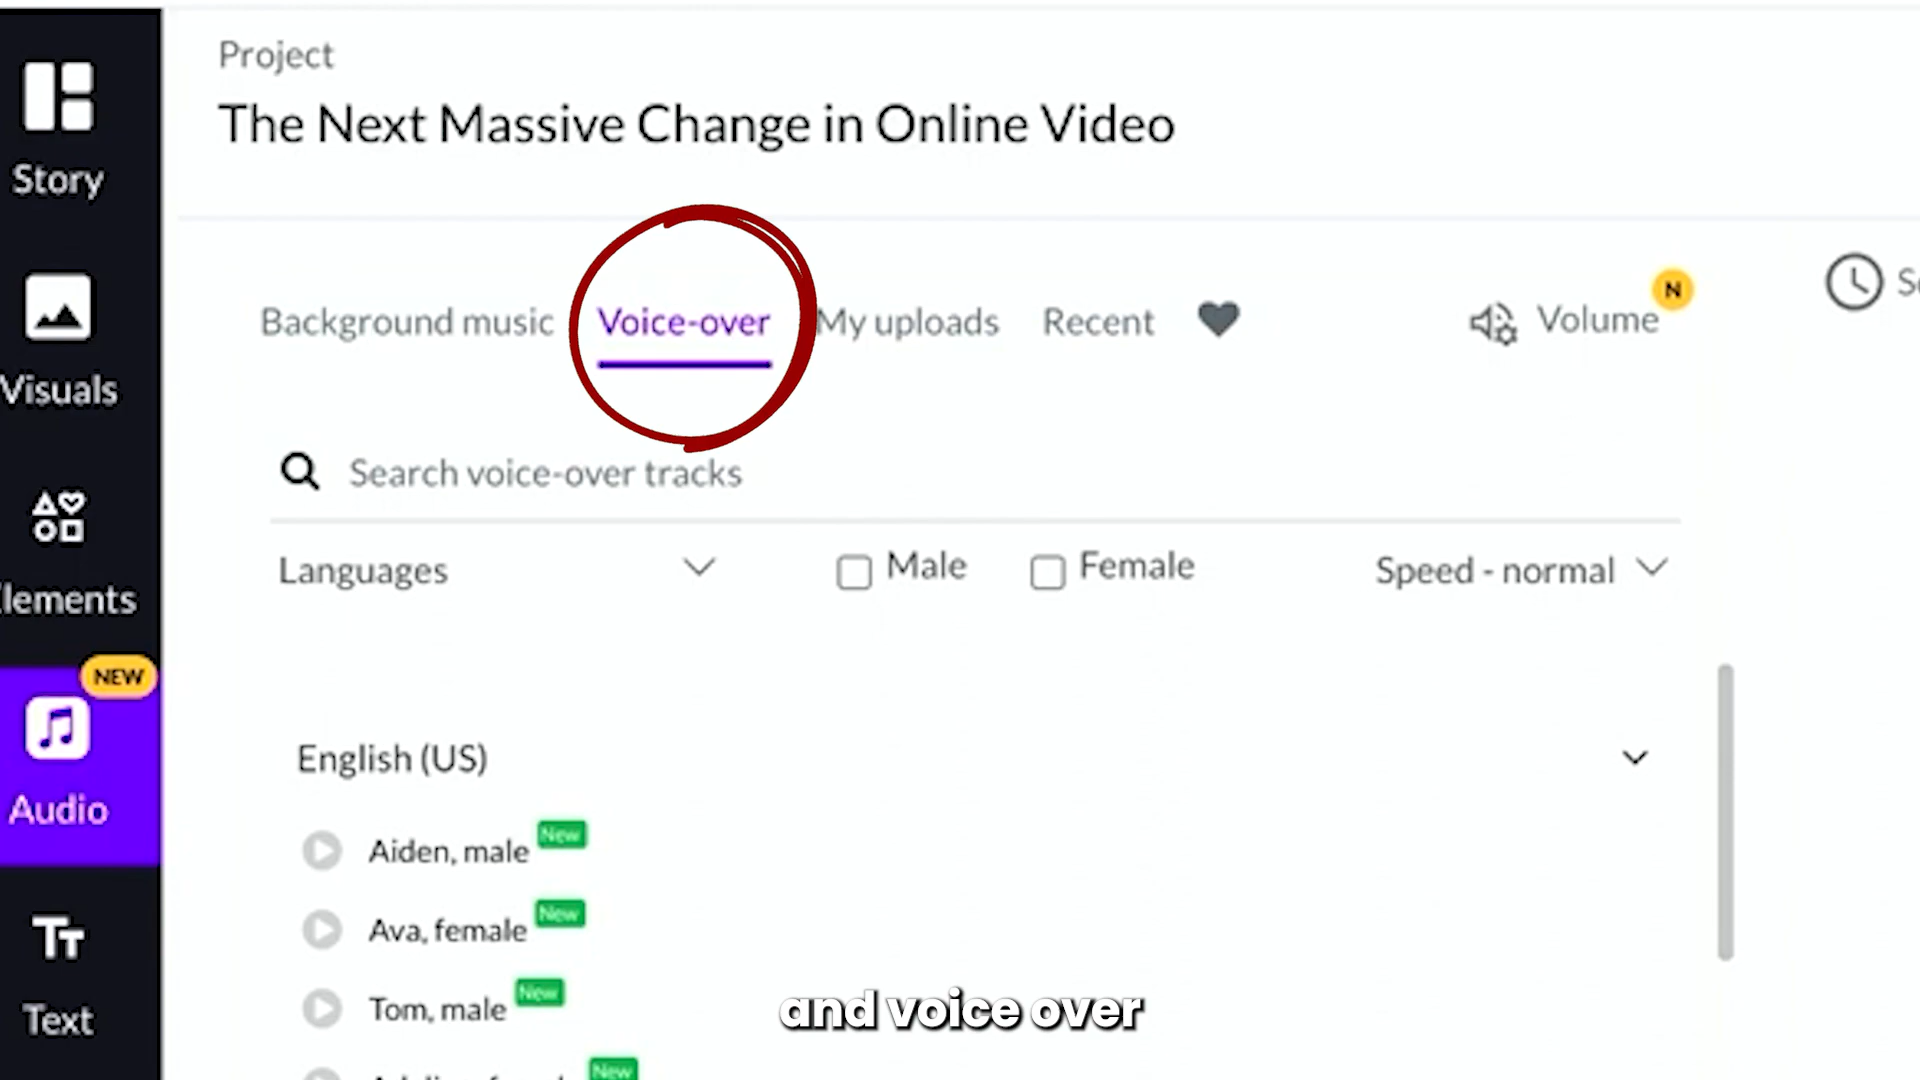 Project
The Next Massive Change in Online Video
Story
Visuals
lements
NEW
Audio
Text
Background music
Voice-over
My uploads
Recent
Volume
N
Search voice-over tracks
Languages
Male
Female
Speed - normal
English (US)
Aiden, male New
Ava, female New
Tom, male New
New
and voice over